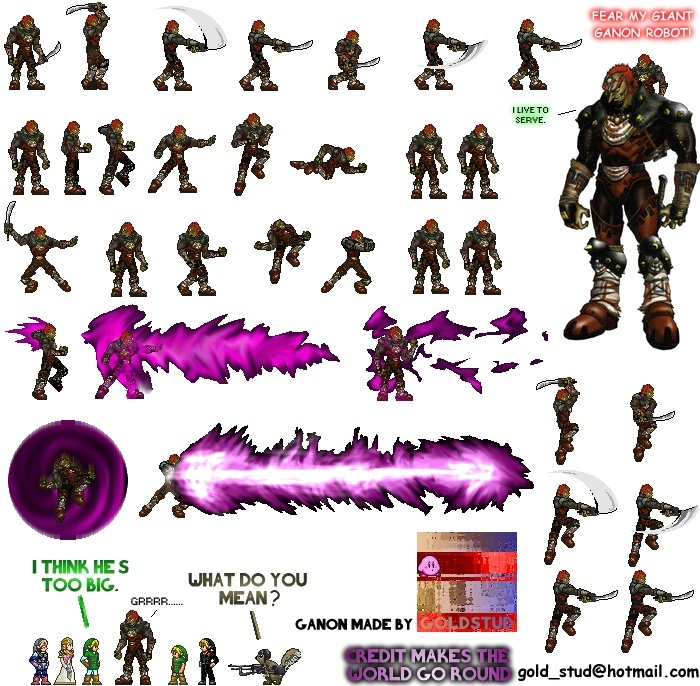 FEAR MY GIANT
GANON ROBOT!
I LIVE TO
SERVE.
I THINK HE S
TOO BIG.
WHAT DO YOU
MEAN?
GRRRR......
GANON MADE BY GOLDSTUD
CREDIT MAKES THE
WORLD GO ROUND
gold_stud@hotmail.com